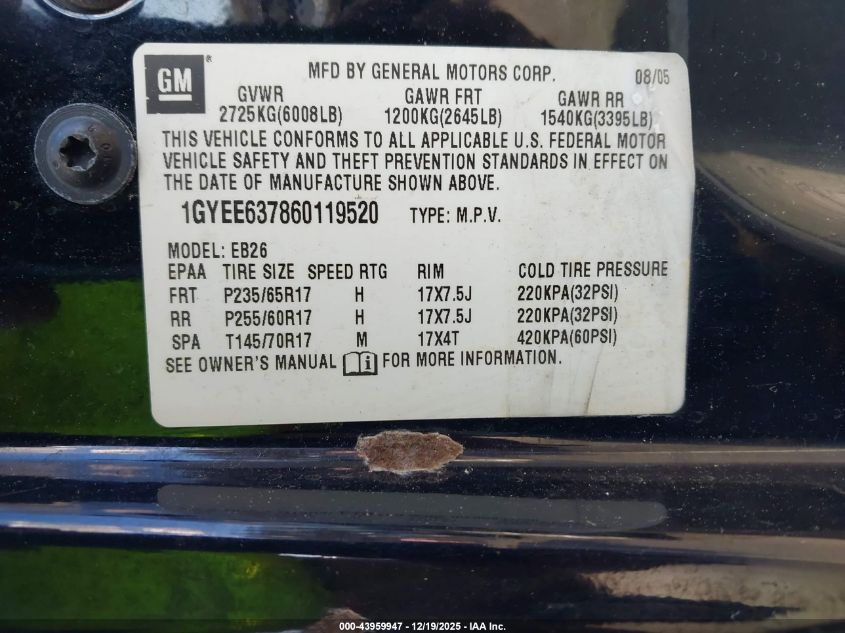 GM ®
MFD BY GENERAL MOTORS CORP. 08/05
GVWR GAWR FRT GAWR RR
2725KG(6008LB) 1200KG(2645LB) 1540KG(3395LB)
THIS VEHICLE CONFORMS TO ALL APPLICABLE U.S. FEDERAL MOTOR
VEHICLE SAFETY AND THEFT PREVENTION STANDARDS IN EFFECT ON
THE DATE OF MANUFACTURE SHOWN ABOVE.
1GYEE637860119520 TYPE: M.P.V.
MODEL: EB26
EPAA TIRE SIZE SPEED RTG RIM COLD TIRE PRESSURE
FRT P235/65R17 H 17X7.5J 220KPA(32PSI)
RR P255/60R17 H 17X7.5J 220KPA(32PSI)
SPA T145/70R17 M 17X4T 420KPA(60PSI)
SEE OWNER'S MANUAL i FOR MORE INFORMATION.
000-43959947 - 12/19/2025 - IAA Inc.